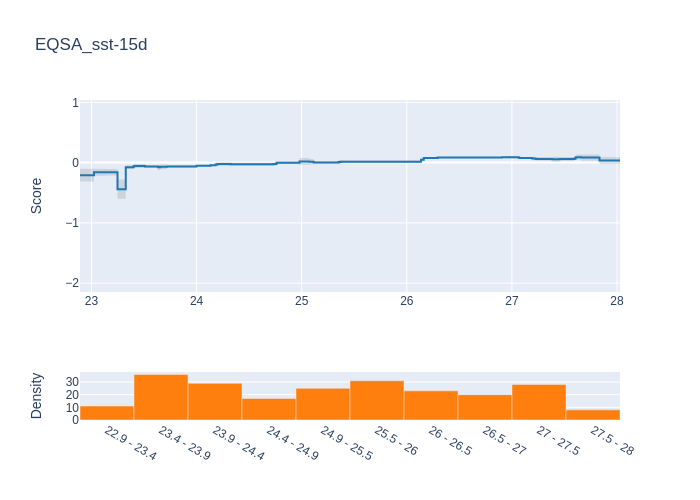 EQSA_sst-15d
1
0
−1
−2
Score
23 24 25 26 27 28
30
20
10
0
Density
22.9 - 23.4
23.4 - 23.9
23.9 - 24.4
24.4 - 24.9
24.9 - 25.5
25.5 - 26
26 - 26.5
26.5 - 27
27 - 27.5
27.5 - 28